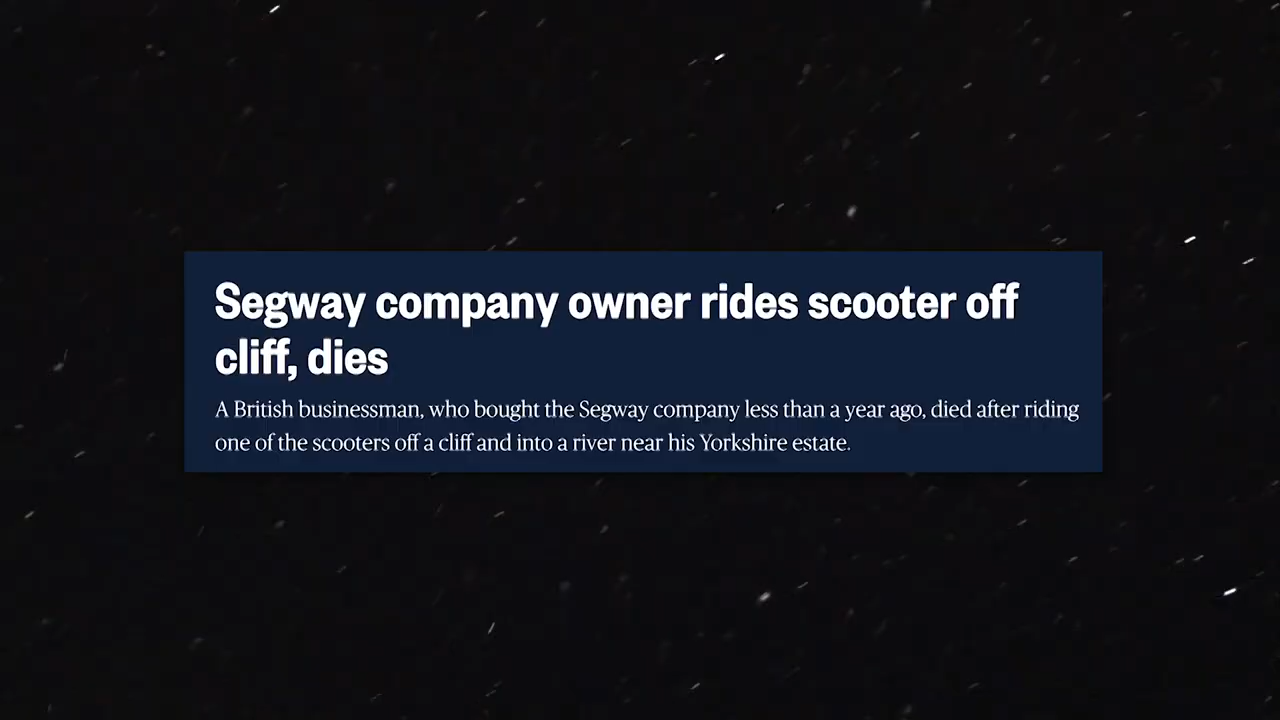 Segway company owner rides scooter off
cliff, dies
A British businessman, who bought the Segway company less than a year ago, died after riding
one of the scooters off a cliff and into a river near his Yorkshire estate.